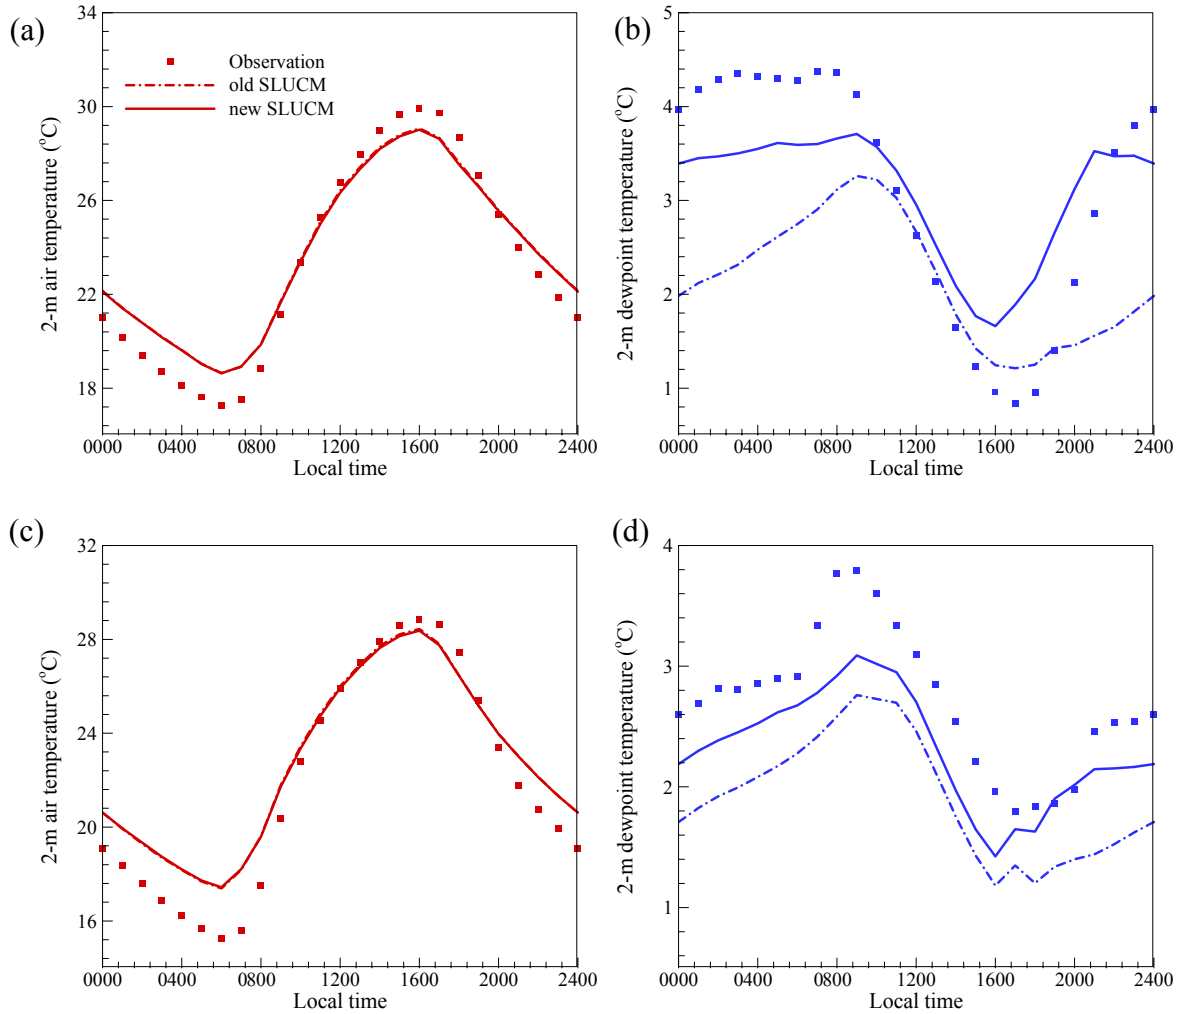 (a)
34
30
26
22
18
2-m air temperature (°C)
Observation
old SLUCM
new SLUCM
0000 0400 0800 1200 1600 2000 2400
Local time
(b)
5
4
3
2
1
2-m dewpoint temperature (°C)
0000 0400 0800 1200 1600 2000 2400
Local time
(c)
32
28
24
20
16
2-m air temperature (°C)
0000 0400 0800 1200 1600 2000 2400
Local time
(d)
4
3
2
1
2-m dewpoint temperature (°C)
0000 0400 0800 1200 1600 2000 2400
Local time